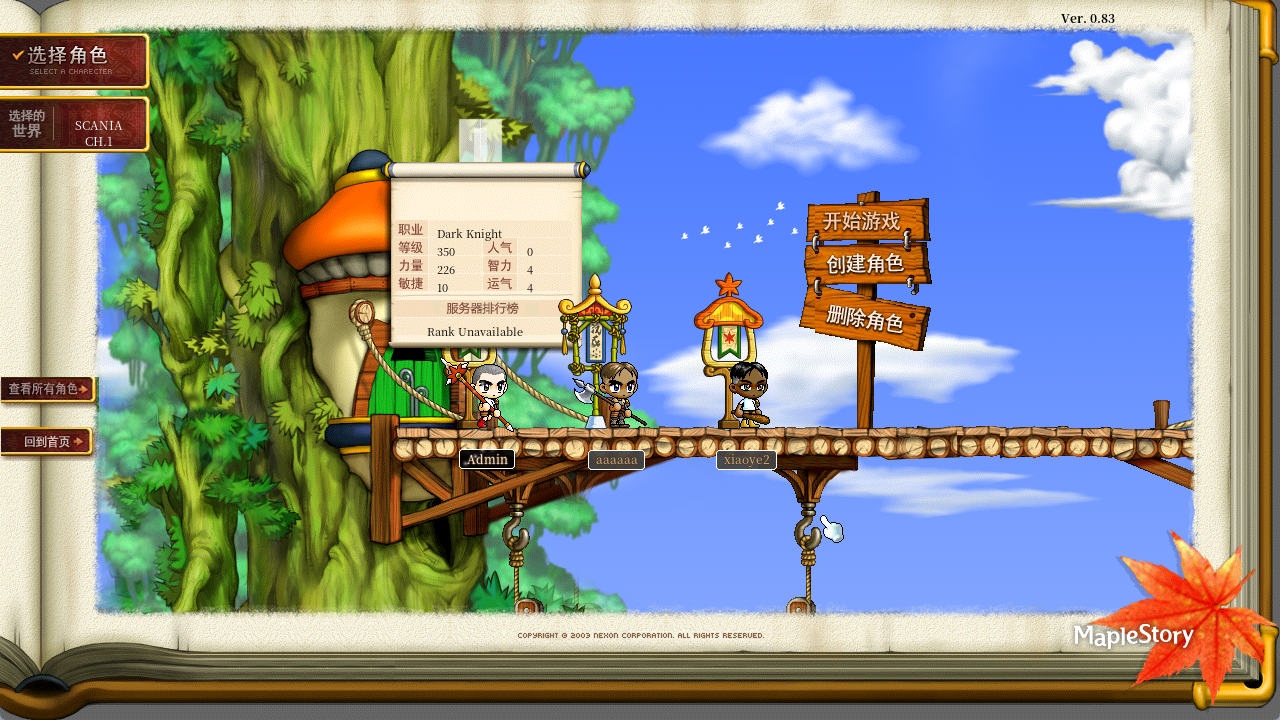 Ver. 0.83
选择角色
SELECT A CHARECTER
选择的
世界
SCANIA
CH.1
职业 Dark Knight
等级 350 人气 0
力量 226 智力 4
敏捷 10 运气 4
服务器排行榜
Rank Unavailable
开始游戏
创建角色
删除角色
查看所有角色
回到首页
Admin
aaaaaa
xiaoye2
COPYRIGHT @ 2003 NEXON CORPORATION. ALL RIGHTS RESERVED.
MapleStory